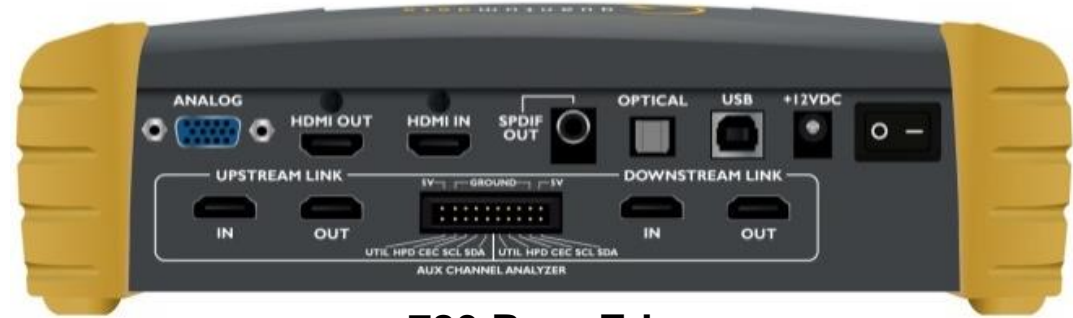 ANALOG
HDMI OUT
HDMI IN
SPDIF
OUT
OPTICAL
USB
+12VDC
UPSTREAM LINK
5V
GROUND
5V
DOWNSTREAM LINK
IN
OUT
IN
OUT
UTIL HPD CEC SCL SDA
UTIL HPD CEC SCL SDA
AUX CHANNEL ANALYZER